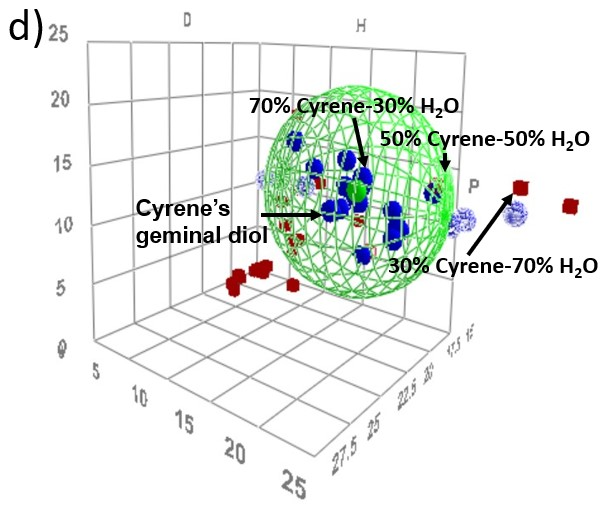 d)
D
H
P
25
20
15
10
5
0
70% Cyrene-30% H₂O
50% Cyrene-50% H₂O
Cyrene's
geminal diol
30% Cyrene-70% H₂O
5
10
15
20
25
27.5
25
22.5
20
17.5